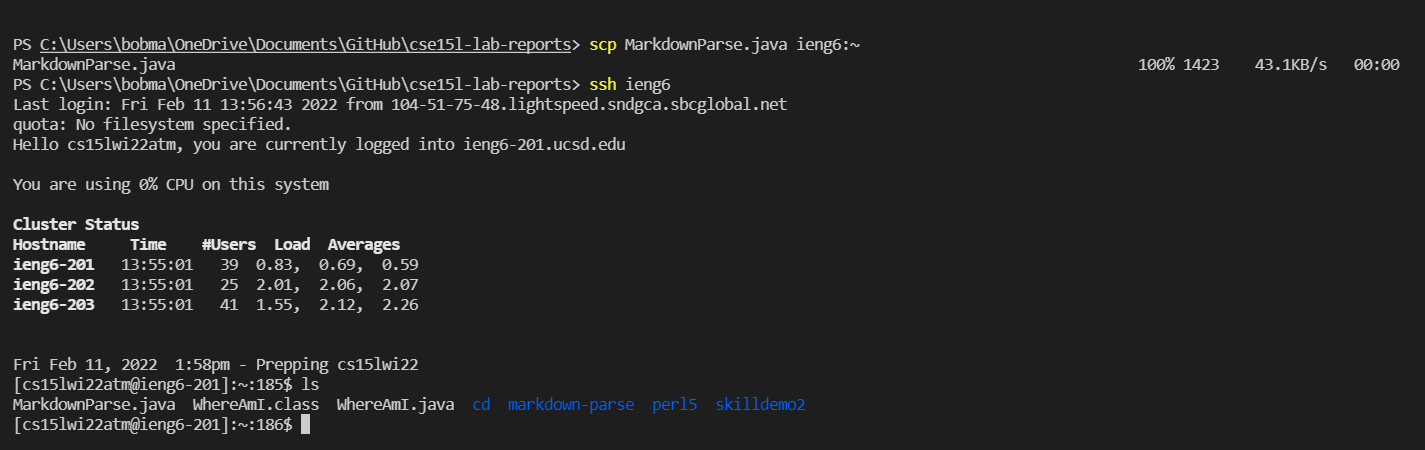 PS C:\Users\bobma\OneDrive\Documents\GitHub\cse15l-lab-reports> scp MarkdownParse.java ieng6:~
MarkdownParse.java 100% 1423 43.1KB/s 00:00
PS C:\Users\bobma\OneDrive\Documents\GitHub\cse15l-lab-reports> ssh ieng6
Last login: Fri Feb 11 13:56:43 2022 from 104-51-75-48.lightspeed.sndgca.sbcglobal.net
quota: No filesystem specified.
Hello cs15lwi22atm, you are currently logged into ieng6-201.ucsd.edu
You are using 0% CPU on this system
Cluster Status
Hostname Time #Users Load Averages
ieng6-201 13:55:01 39 0.83, 0.69, 0.59
ieng6-202 13:55:01 25 2.01, 2.06, 2.07
ieng6-203 13:55:01 41 1.55, 2.12, 2.26
Fri Feb 11, 2022 1:58pm - Prepping cs15lwi22
[cs15lwi22atm@ieng6-201]:~:185$ ls
MarkdownParse.java WhereAmI.class WhereAmI.java cd markdown-parse perl5 skilldemo2
[cs15lwi22atm@ieng6-201]:~:186$